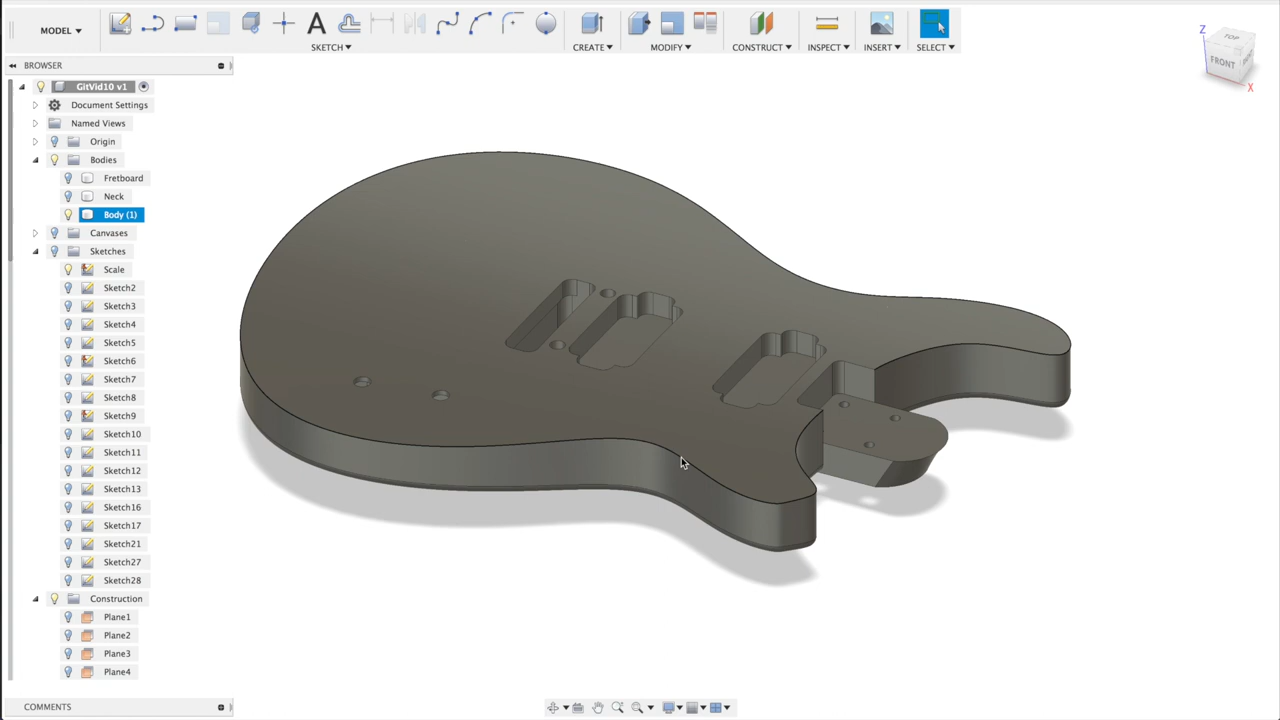 MODEL
SKETCH
CREATE
MODIFY
CONSTRUCT
INSPECT
INSERT
SELECT
BROWSER
GitVid10 v1
Document Settings
Named Views
Origin
Bodies
Fretboard
Neck
Body (1)
Canvases
Sketches
Scale
Sketch2
Sketch3
Sketch4
Sketch5
Sketch6
Sketch7
Sketch8
Sketch9
Sketch10
Sketch11
Sketch12
Sketch13
Sketch16
Sketch17
Sketch21
Sketch27
Sketch28
Construction
Plane1
Plane2
Plane3
Plane4
COMMENTS
Z
TOP
FRONT
X